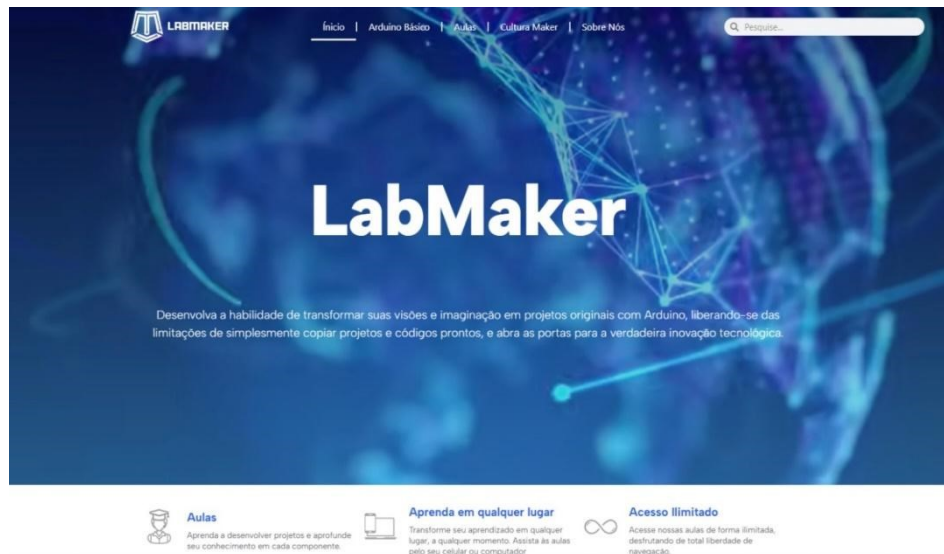 LABMAKER
Ínicio | Arduino Básico | Aulas | Cultura Maker | Sobre Nós
Pesquise...
LabMaker
Desenvolva a habilidade de transformar suas visões e imaginação em projetos originais com Arduino, liberando-se das
limitações de simplesmente copiar projetos e códigos prontos, e abra as portas para a verdadeira inovação tecnológica.
Aulas
Aprenda a desenvolver projetos e aprofunde
seu conhecimento em cada componente.
Aprenda em qualquer lugar
Transforme seu aprendizado em qualquer
lugar, a qualquer momento. Assista às aulas
pelo seu celular ou computador
Acesso Ilimitado
Acesse nossas aulas de forma ilimitada,
desfrutando de total liberdade de
navegação.